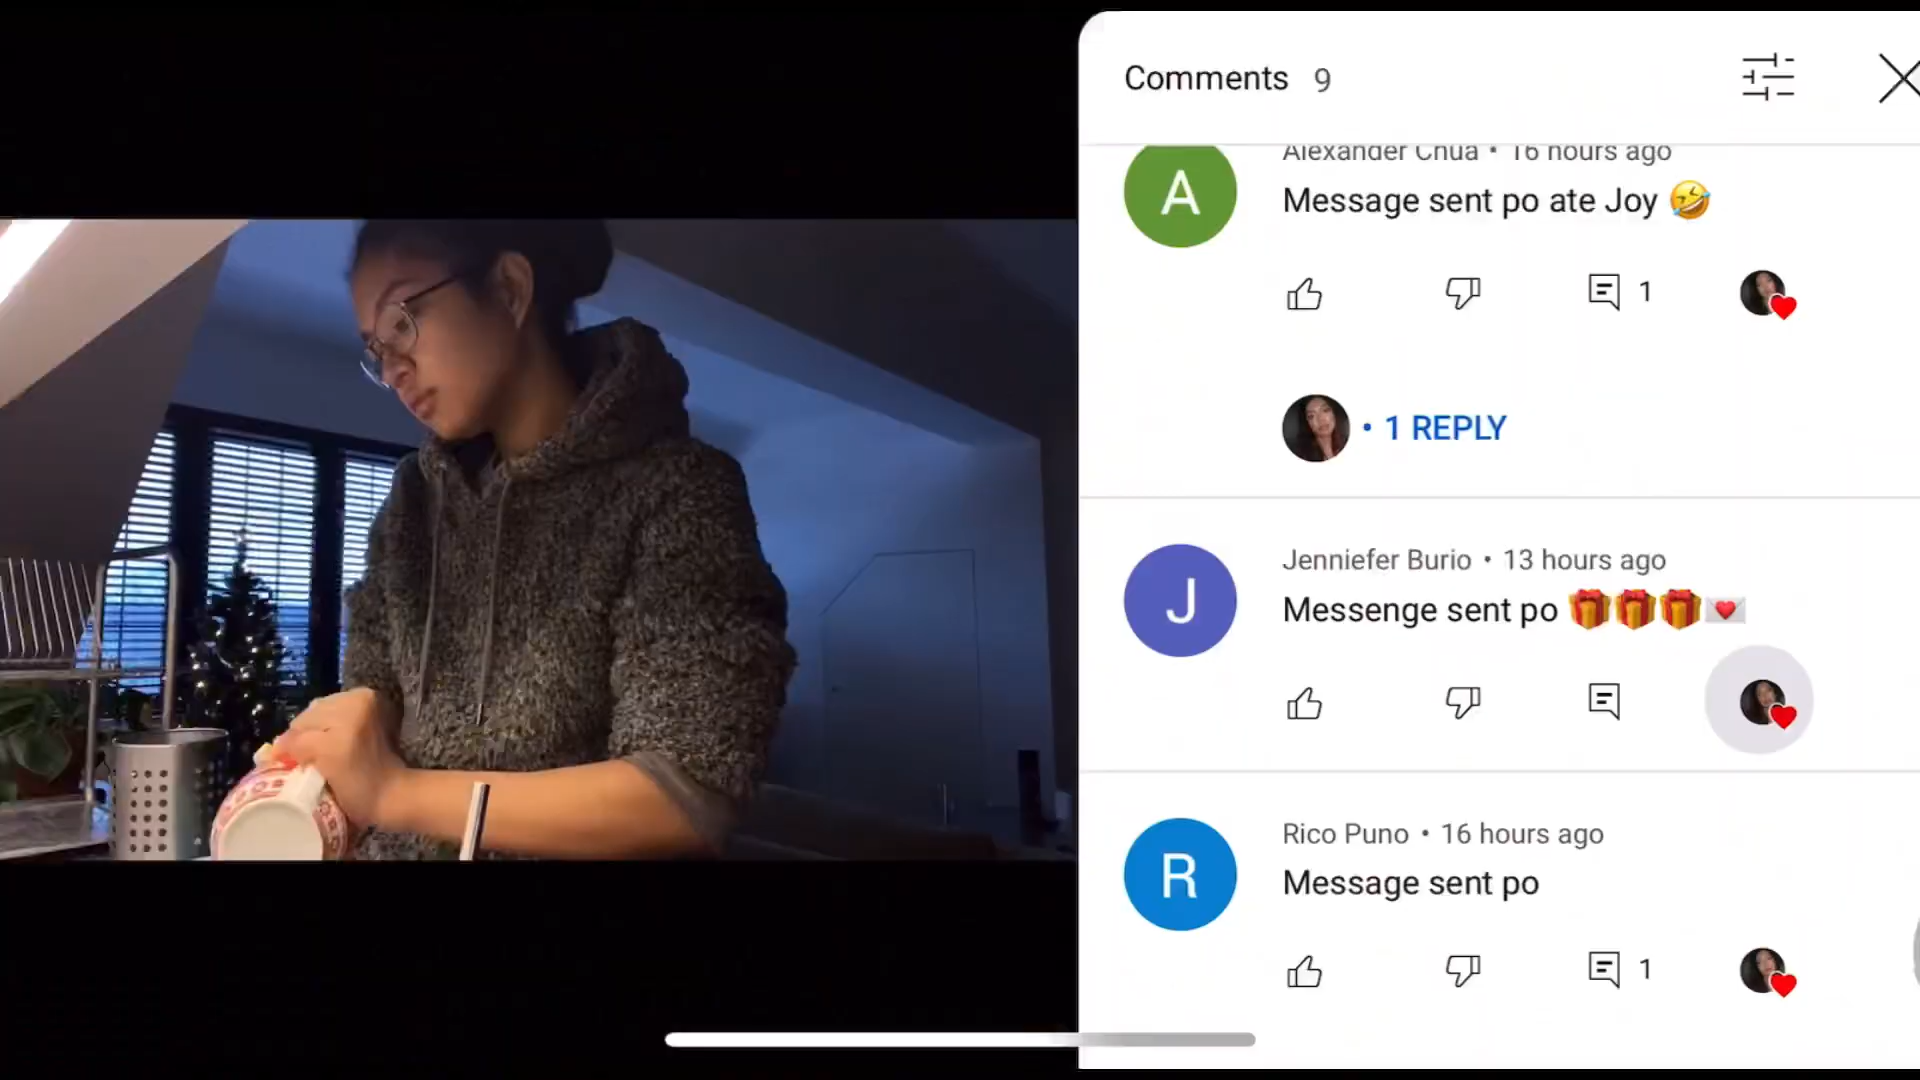 Comments 9
Alexander Chua • 16 hours ago
Message sent po ate Joy 🤣
1
• 1 REPLY
Jenniefer Burio • 13 hours ago
Messenge sent po 🎁🎁🎁💌
Rico Puno • 16 hours ago
Message sent po
1
A
J
R